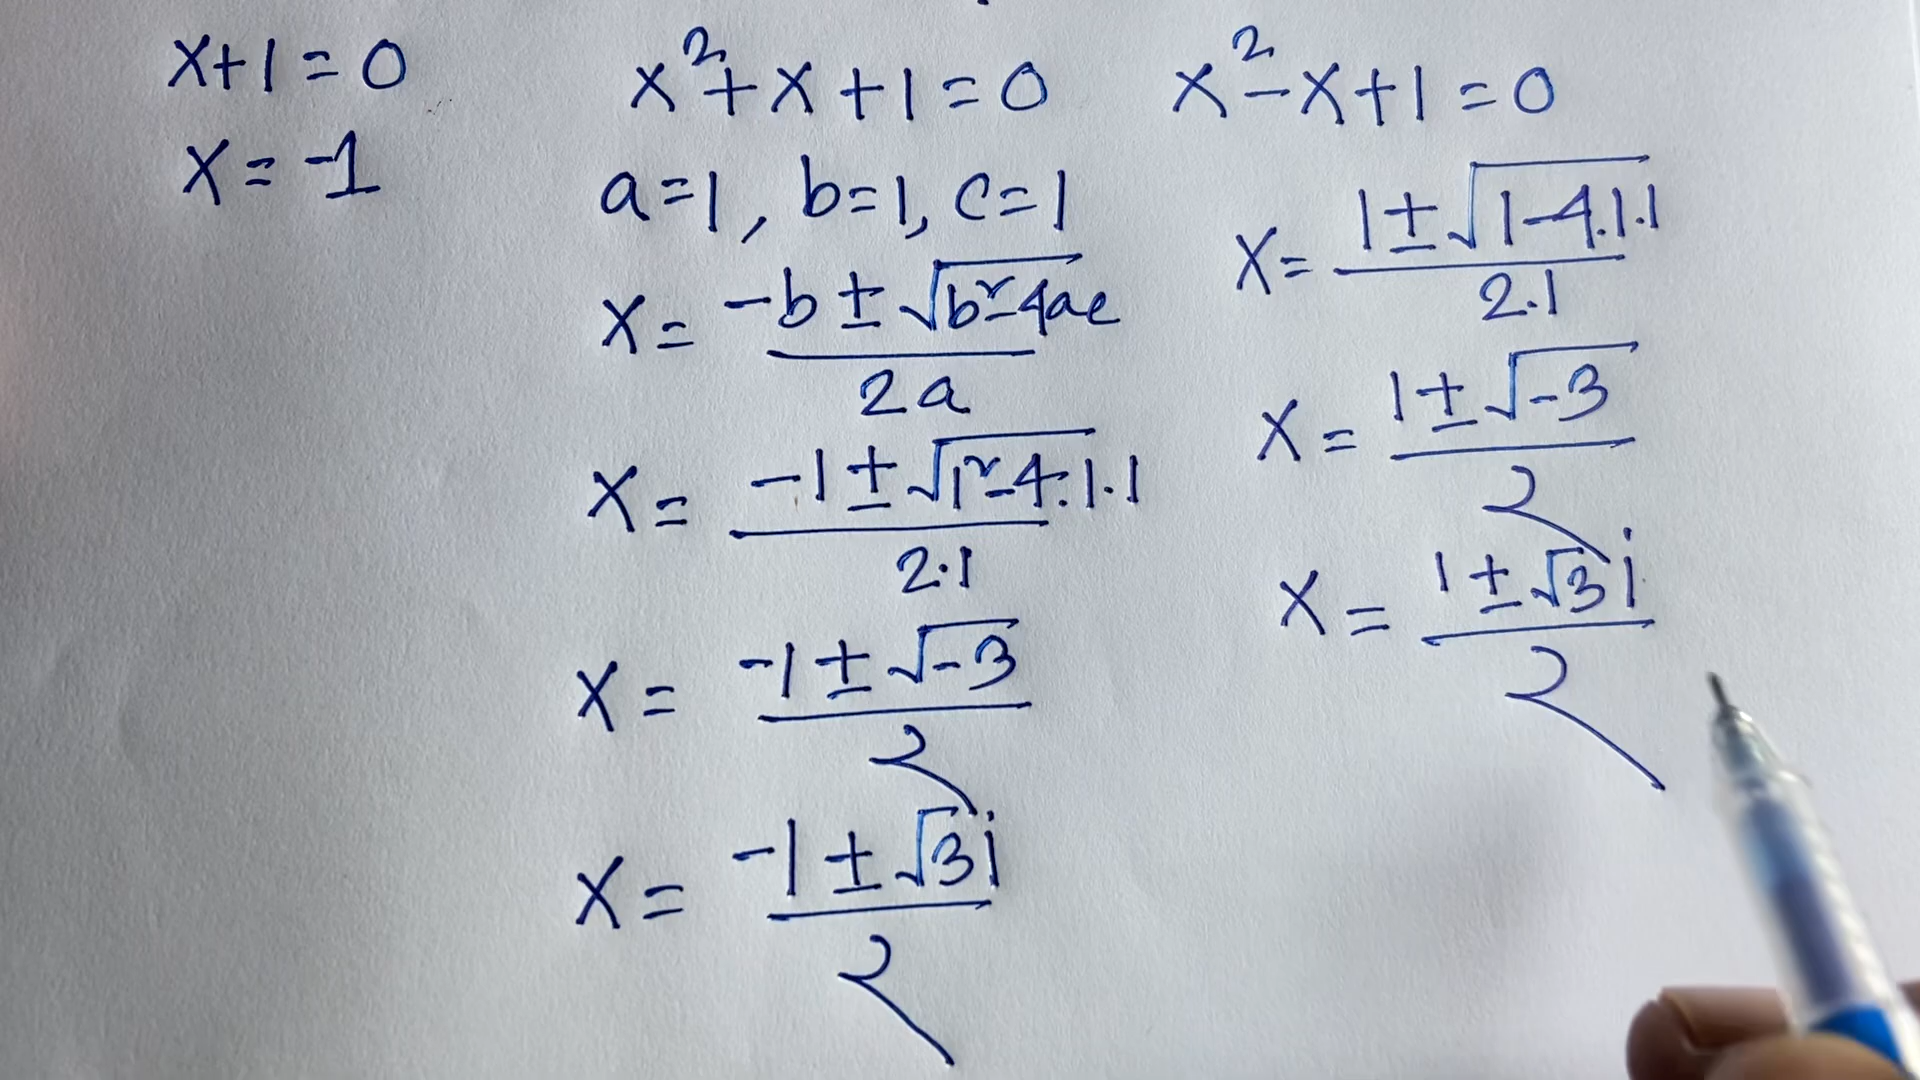 x+1=0
x=-1
x²+x+1=0
a=1, b=1, c=1
x= (-b±√(b²-4ac))/2a
x= (-1±√(1²-4.1.1))/2.1
x= (-1±√-3)/2
x= (-1±√3i)/2
x²-x+1=0
x= (1±√(1-4.1.1))/2.1
x= (1±√-3)/2
x= (1±√3i)/2